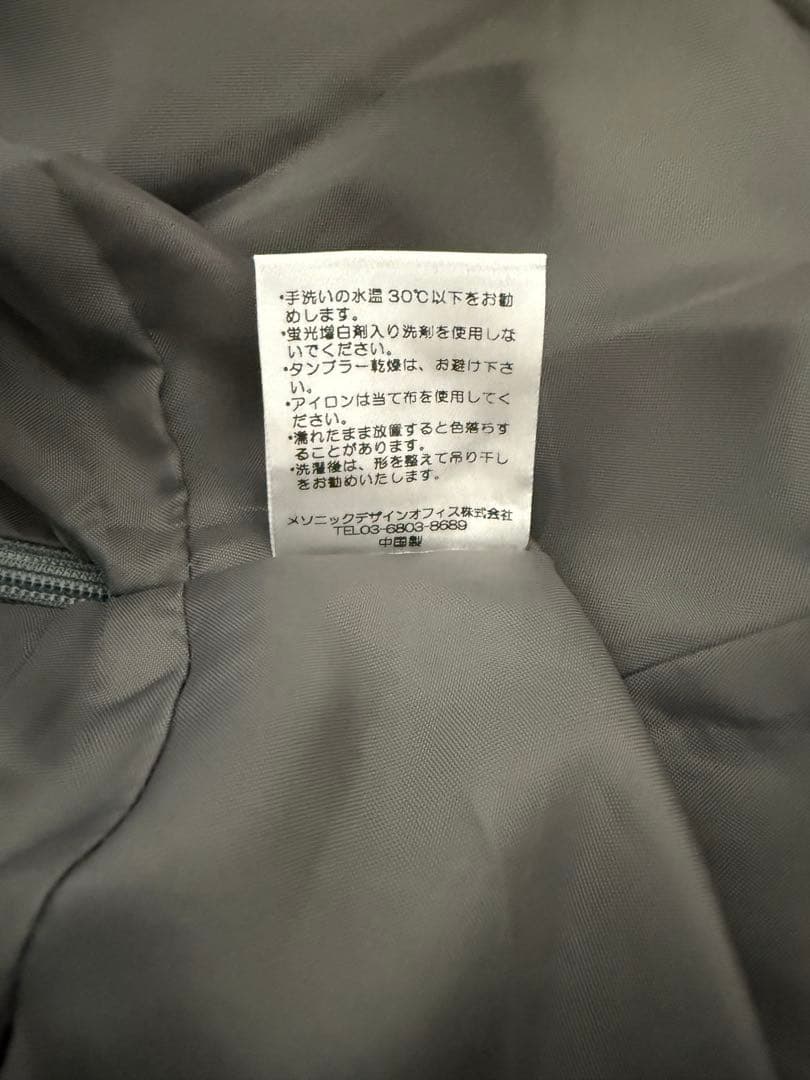 ・手洗いの水温30℃以下をお勧
めします。
・蛍光増白剤入り洗剤を使用しな
いでください。
・タンブラー乾燥は、お避け下さ
い。
・アイロンは当て布を使用してく
ださい。
・濡れたまま放置すると色落ちす
ることがあります。
・洗濯後は、形を整えて吊り干し
をお勧めいたします。
メソニックデザインオフィス株式会社
TEL03-6803-8689
中国製